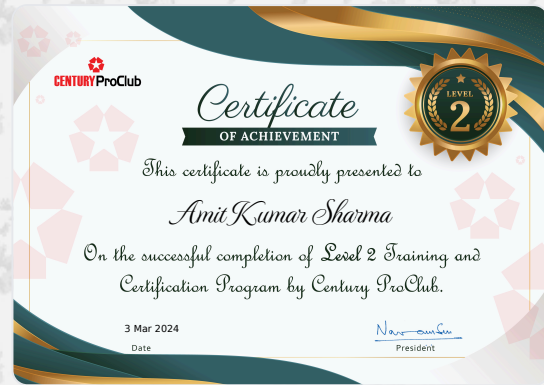 CENTURY ProClub
Certificate
OF ACHIEVEMENT
LEVEL
2
This certificate is proudly presented to
Amit Kumar Sharma
On the successful completion of Level 2 Training and
Certification Program by Century ProClub.
3 Mar 2024
Date
President